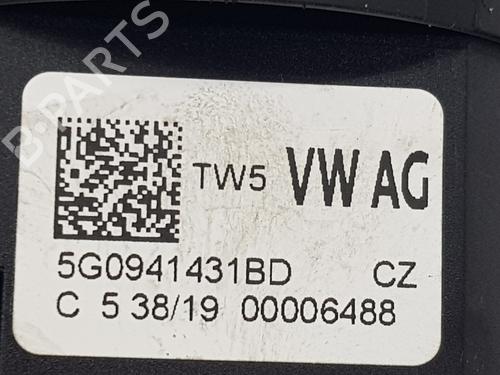 B-PARTS
TW5 VW AG
5G0941431BD CZ
C 5 38/19 00006488